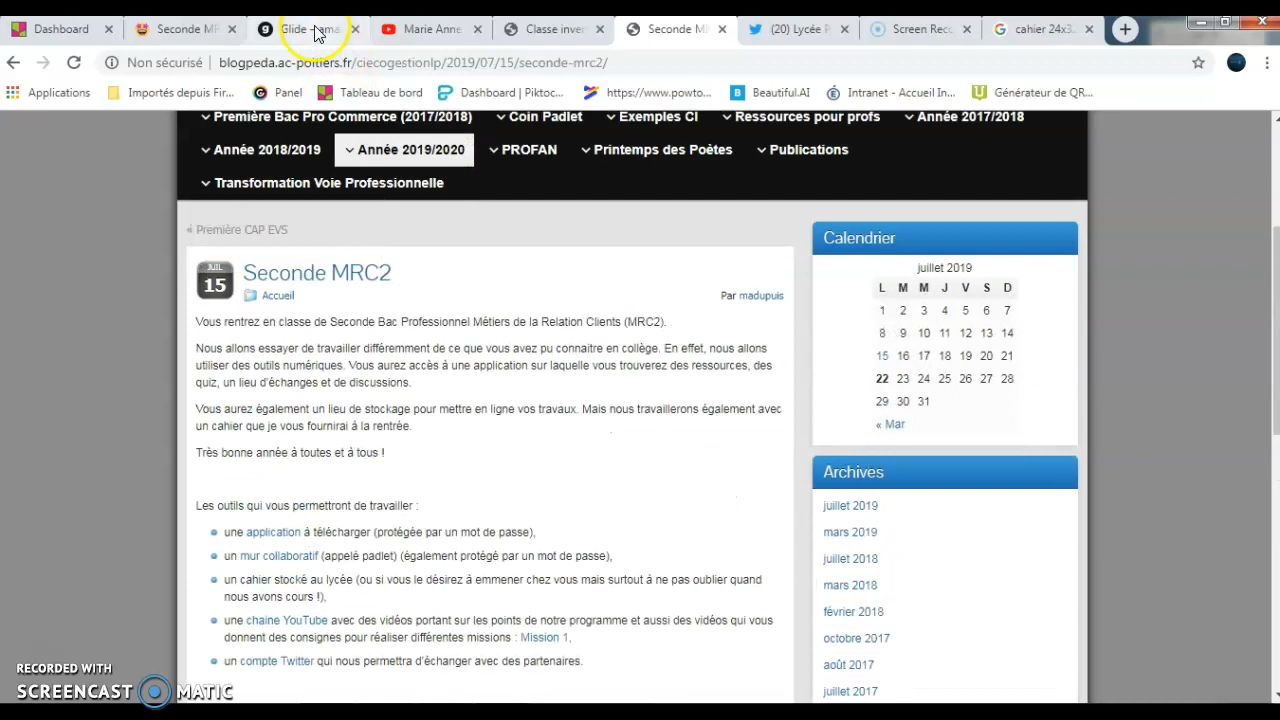 Dashboard
Seconde MR
Glide
Marie Anne
Classe inver
Seconde M
(20) Lycée P
Screen Reco
cahier 24x32
Non sécurisé
blogpeda.ac-poitiers.fr/ciecogestionlp/2019/07/15/seconde-mrc2/
Applications
Importés depuis Fir...
Panel
Tableau de bord
Dashboard | Piktoc...
https://www.powto...
Beautiful.AI
Intranet - Accueil In...
Générateur de QR...
Première Bac Pro Commerce (2017/2018)
Coin Padlet
Exemples CI
Ressources pour profs
Année 2017/2018
Année 2018/2019
Année 2019/2020
PROFAN
Printemps des Poètes
Publications
Transformation Voie Professionnelle
« Première CAP EVS
JUIL
15
Seconde MRC2
Accueil
Par madupuis
Vous rentrez en classe de Seconde Bac Professionnel Métiers de la Relation Clients (MRC2).
Nous allons essayer de travailler différemment de ce que vous avez pu connaitre en collège. En effet, nous allons
utiliser des outils numériques. Vous aurez accès à une application sur laquelle vous trouverez des ressources, des
quiz, un lieu d'échanges et de discussions.
Vous aurez également un lieu de stockage pour mettre en ligne vos travaux. Mais nous travaillerons également avec
un cahier que je vous fournirai à la rentrée.
Très bonne année à toutes et à tous !
Les outils qui vous permettront de travailler :
une application à télécharger (protégée par un mot de passe),
un mur collaboratif (appelé padlet) (également protégé par un mot de passe),
un cahier stocké au lycée (ou si vous le désirez à emmener chez vous mais surtout à ne pas oublier quand
nous avons cours !),
une chaine YouTube avec des vidéos portant sur les points de notre programme et aussi des vidéos qui vous
donnent des consignes pour réaliser différentes missions : Mission 1,
un compte Twitter qui nous permettra d'échanger avec des partenaires.
Calendrier
juillet 2019
L M M J V S D
1 2 3 4 5 6 7
8 9 10 11 12 13 14
15 16 17 18 19 20 21
22 23 24 25 26 27 28
29 30 31
« Mar
Archives
juillet 2019
mars 2019
juillet 2018
mars 2018
février 2018
octobre 2017
août 2017
juillet 2017
RECORDED WITH
SCREENCAST MATIC